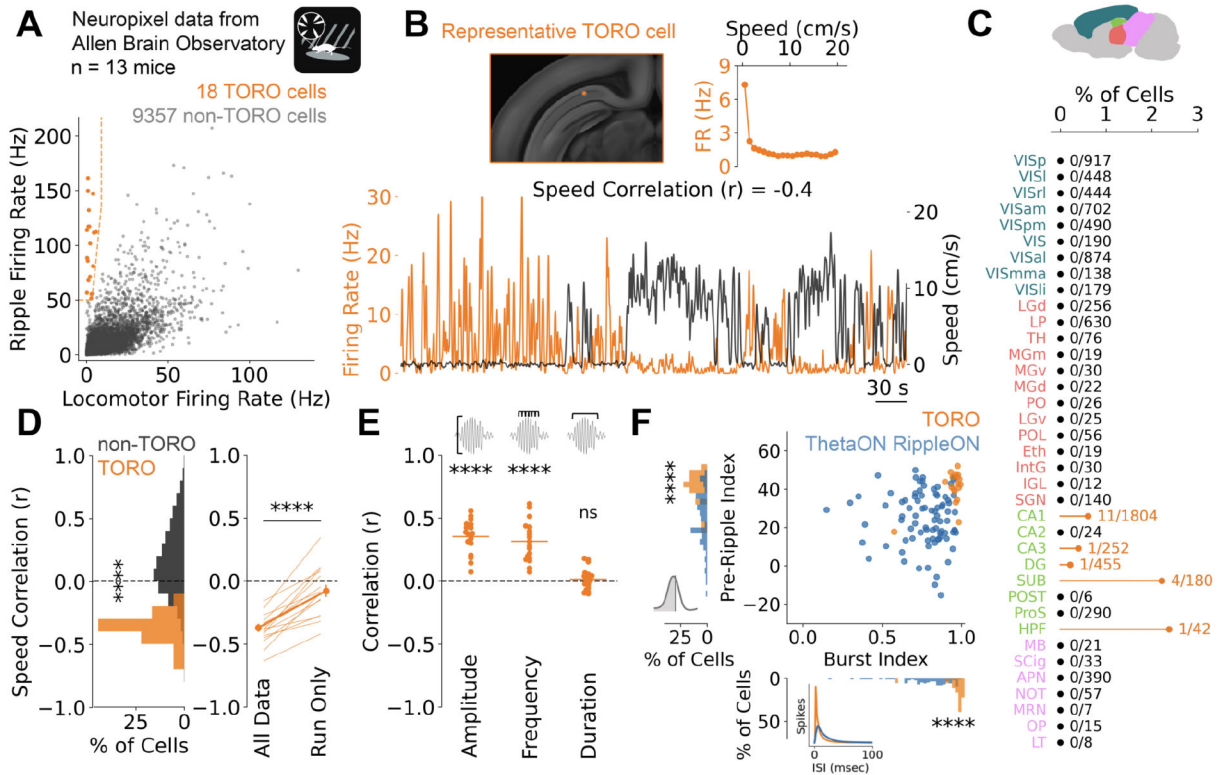 A
Neuropixel data from
Allen Brain Observatory
n = 13 mice
18 TORO cells
9357 non-TORO cells
Ripple Firing Rate (Hz)
200
150
100
50
0
0
50
100
Locomotor Firing Rate (Hz)
B
Representative TORO cell
Speed (cm/s)
0
10
20
FR (Hz)
9
6
3
0
Speed Correlation (r) = -0.4
Firing Rate (Hz)
30
20
10
0
20
10
0
Speed (cm/s)
30 s
C
% of Cells
0
1
2
3
VISp 0/917
VISl 0/448
VISrl 0/444
VISam 0/702
VISpm 0/490
VIS 0/190
VISal 0/874
VISmma 0/138
VISli 0/179
LGd 0/256
LP 0/630
TH 0/76
MGm 0/19
MGv 0/30
MGd 0/22
PO 0/26
LGv 0/25
POL 0/56
Eth 0/19
IntG 0/30
IGL 0/12
SGN 0/140
CA1 11/1804
CA2 0/24
CA3 1/252
DG 1/455
SUB 4/180
POST 0/6
ProS 0/290
HPF 1/42
MB 0/21
SCig 0/33
APN 0/390
NOT 0/57
MRN 0/7
OP 0/15
LT 0/8
D
non-TORO
TORO
Speed Correlation (r)
1.0
0.5
0.0
−0.5
−1.0
****
25
0
% of Cells
1.0
0.5
0.0
−0.5
−1.0
****
All Data
Run Only
E
Correlation (r)
1.0
0.5
0.0
−0.5
−1.0
****
****
ns
Amplitude
Frequency
Duration
F
TORO
ThetaON RippleON
****
25
0
% of Cells
Pre-Ripple Index
60
40
20
0
−20
0.0
0.5
1.0
Burst Index
% of Cells
0
50
****
Spikes
0
100
ISI (msec)